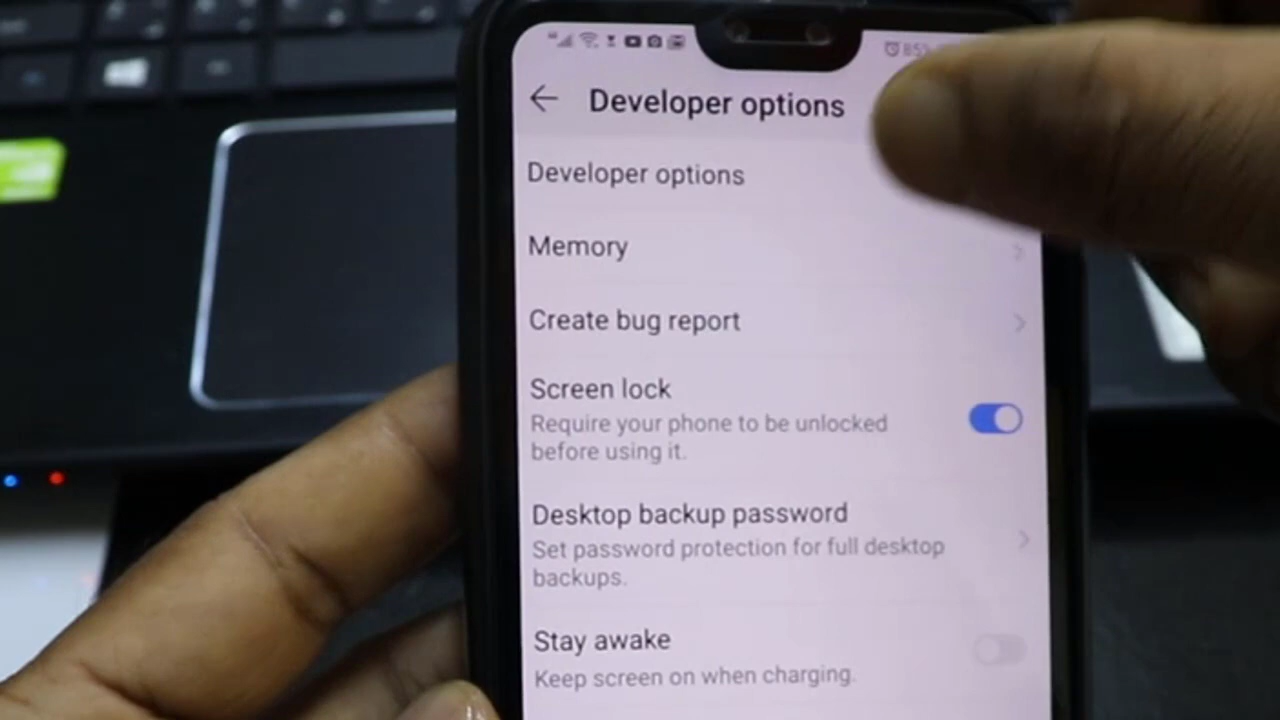 Developer options
Developer options
Memory
Create bug report
Screen lock
Require your phone to be unlocked
before using it.
Desktop backup password
Set password protection for full desktop
backups.
Stay awake
Keep screen on when charging.